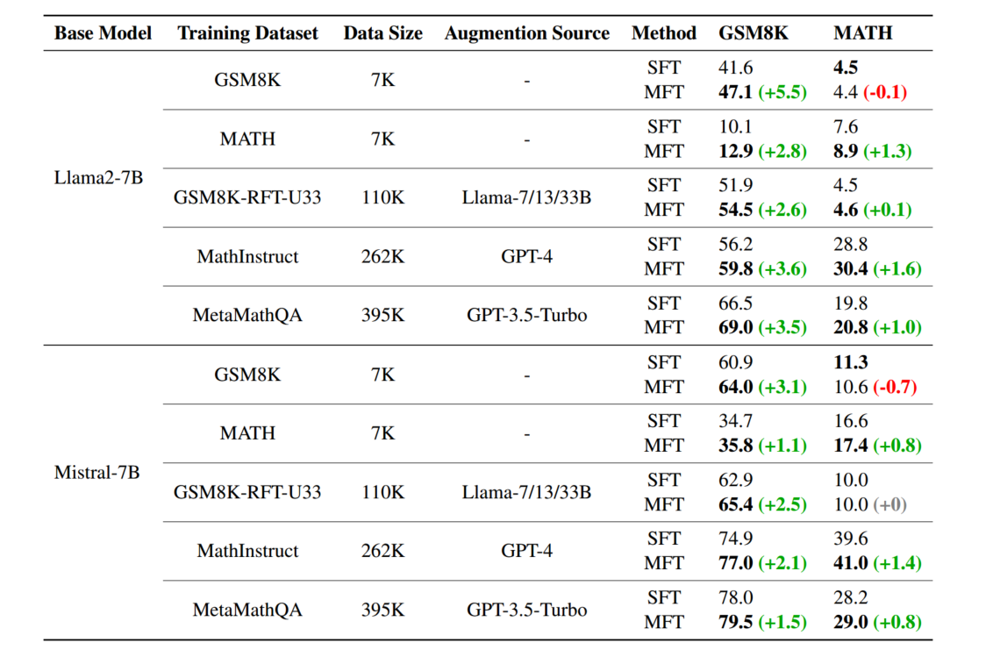 Base Model Training Dataset Data Size Augmention Source Method GSM8K MATH
Llama2-7B
GSM8K 7K - SFT 41.6 4.5
MFT 47.1 (+5.5) 4.4 (-0.1)
MATH 7K - SFT 10.1 7.6
MFT 12.9 (+2.8) 8.9 (+1.3)
GSM8K-RFT-U33 110K Llama-7/13/33B SFT 51.9 4.5
MFT 54.5 (+2.6) 4.6 (+0.1)
MathInstruct 262K GPT-4 SFT 56.2 28.8
MFT 59.8 (+3.6) 30.4 (+1.6)
MetaMathQA 395K GPT-3.5-Turbo SFT 66.5 19.8
MFT 69.0 (+3.5) 20.8 (+1.0)
Mistral-7B
GSM8K 7K - SFT 60.9 11.3
MFT 64.0 (+3.1) 10.6 (-0.7)
MATH 7K - SFT 34.7 16.6
MFT 35.8 (+1.1) 17.4 (+0.8)
GSM8K-RFT-U33 110K Llama-7/13/33B SFT 62.9 10.0
MFT 65.4 (+2.5) 10.0 (+0)
MathInstruct 262K GPT-4 SFT 74.9 39.6
MFT 77.0 (+2.1) 41.0 (+1.4)
MetaMathQA 395K GPT-3.5-Turbo SFT 78.0 28.2
MFT 79.5 (+1.5) 29.0 (+0.8)